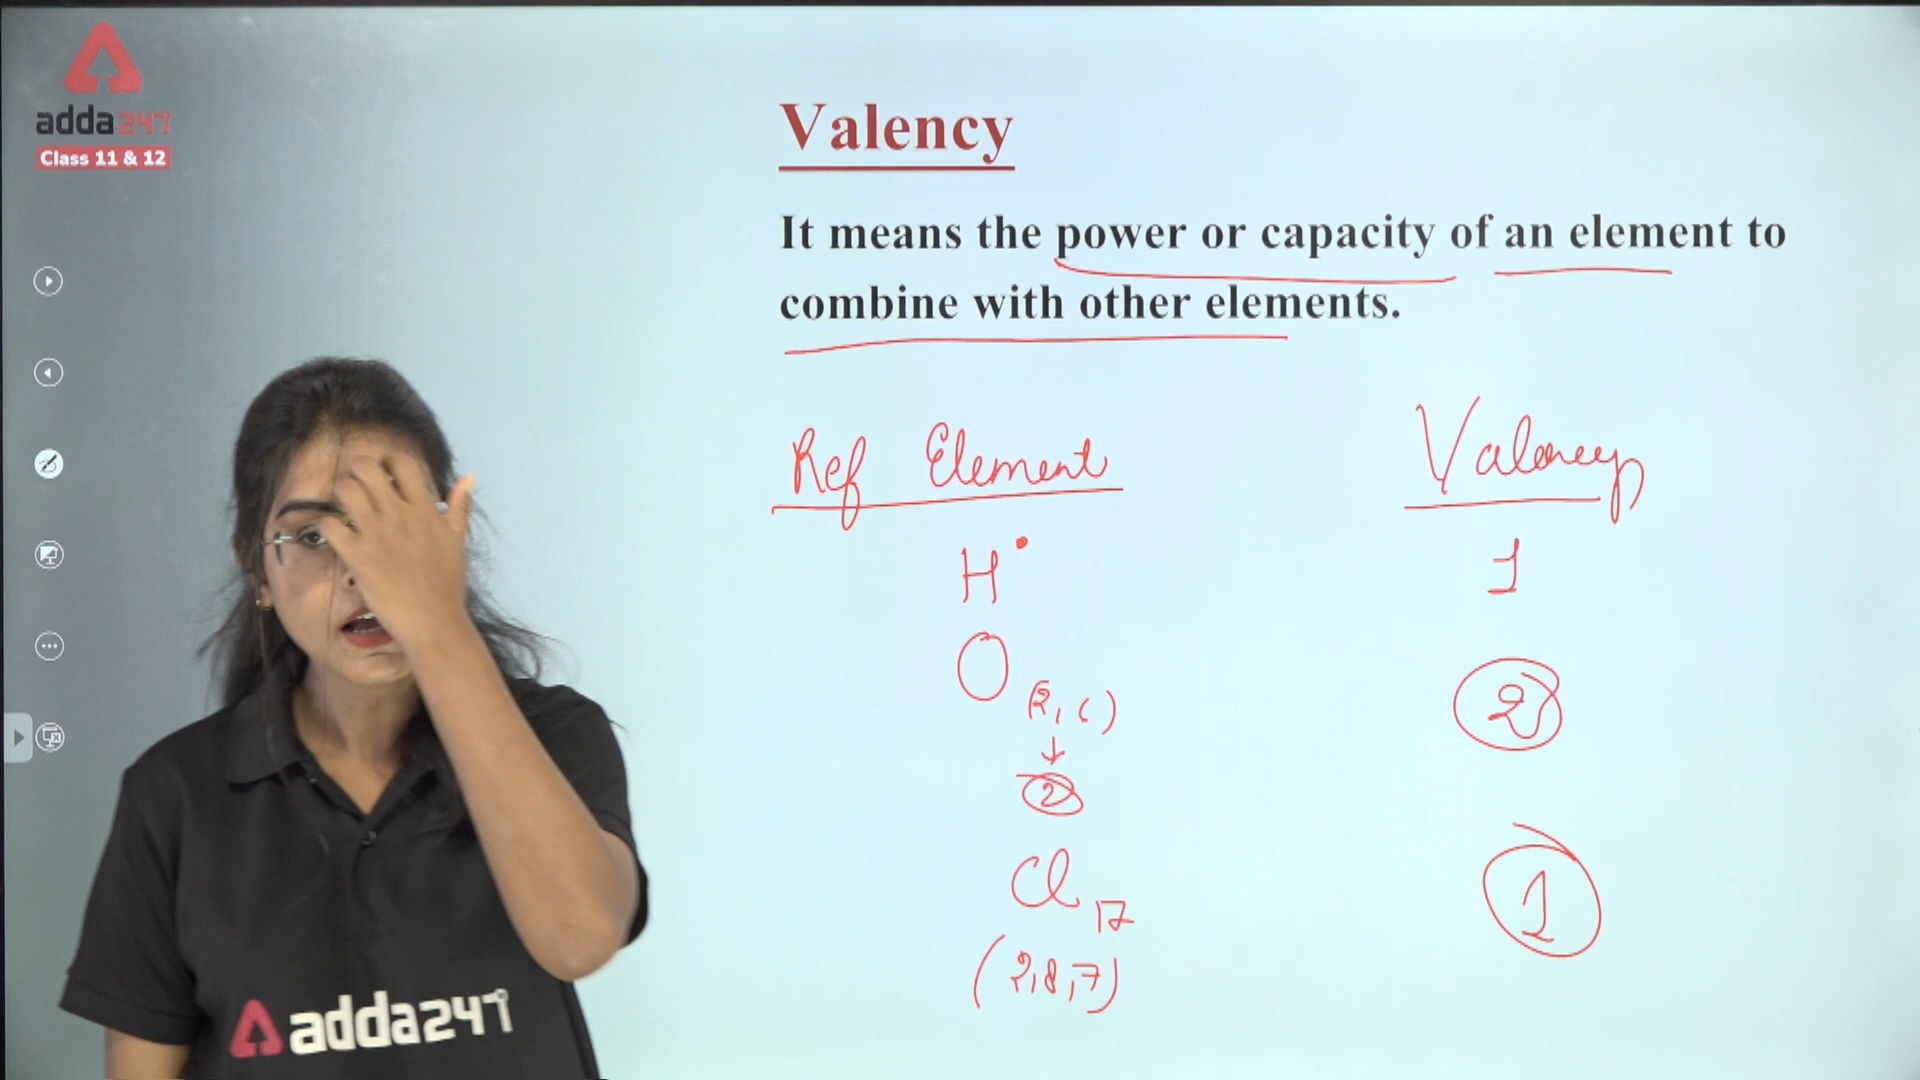 adda247
Class 11 & 12
Valency
It means the power or capacity of an element to
combine with other elements.
Ref Element Valency
H 1
O 2
(2, 6)
2
Cl 17 1
(2,8,7)
adda247